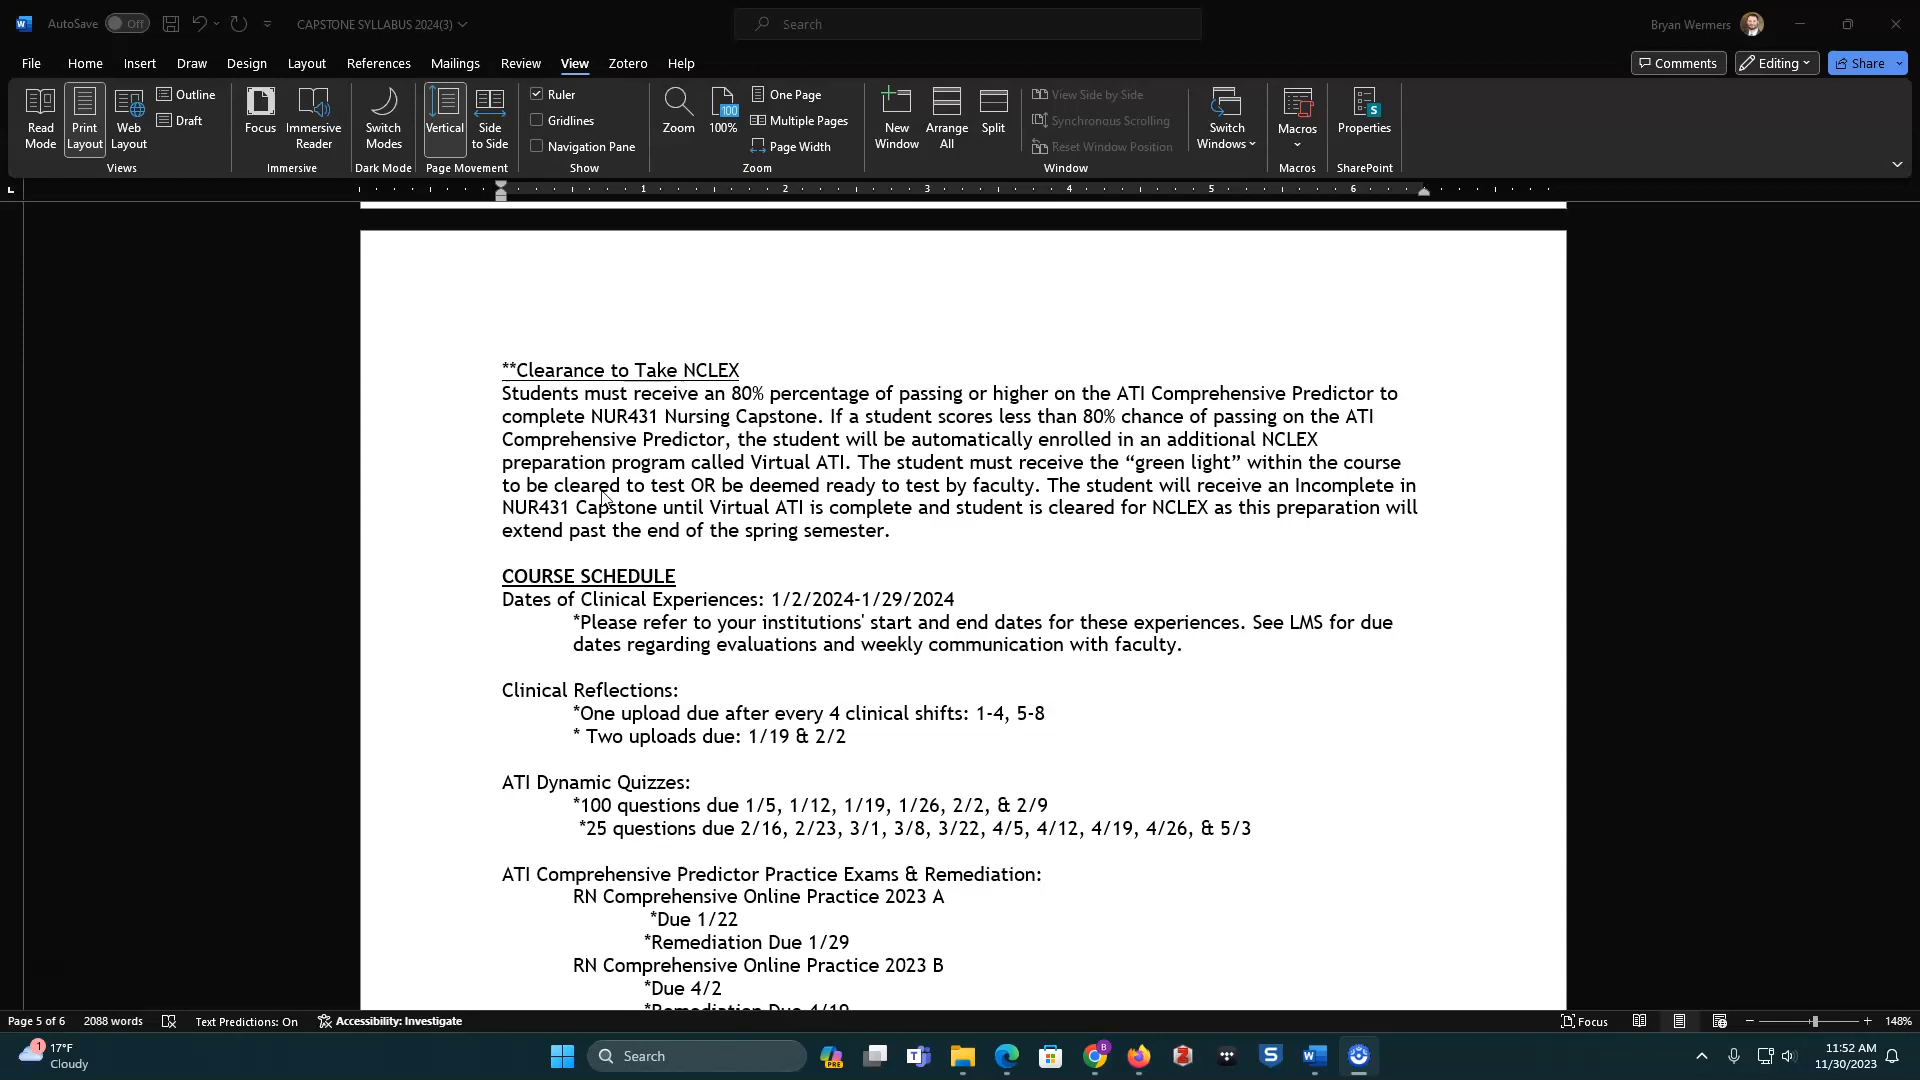 AutoSave Off CAPSTONE SYLLABUS 2024(3) Search Bryan Wermers
File Home Insert Draw Design Layout References Mailings Review View Zotero Help Comments Editing Share
Read Mode Print Layout Web Layout Outline Draft Focus Immersive Reader Switch Modes Vertical Side to Side Ruler Gridlines Navigation Pane Zoom 100 100% One Page Multiple Pages Page Width New Window Arrange All Split View Side by Side Synchronous Scrolling Reset Window Position Switch Windows Macros Properties
Views Immersive Dark Mode Page Movement Show Zoom Window Macros SharePoint
1 2 3 4 5 6
**Clearance to Take NCLEX
Students must receive an 80% percentage of passing or higher on the ATI Comprehensive Predictor to
complete NUR431 Nursing Capstone. If a student scores less than 80% chance of passing on the ATI
Comprehensive Predictor, the student will be automatically enrolled in an additional NCLEX
preparation program called Virtual ATI. The student must receive the “green light” within the course
to be cleared to test OR be deemed ready to test by faculty. The student will receive an Incomplete in
NUR431 Capstone until Virtual ATI is complete and student is cleared for NCLEX as this preparation will
extend past the end of the spring semester.
COURSE SCHEDULE
Dates of Clinical Experiences: 1/2/2024-1/29/2024
*Please refer to your institutions' start and end dates for these experiences. See LMS for due
dates regarding evaluations and weekly communication with faculty.
Clinical Reflections:
*One upload due after every 4 clinical shifts: 1-4, 5-8
* Two uploads due: 1/19 & 2/2
ATI Dynamic Quizzes:
*100 questions due 1/5, 1/12, 1/19, 1/26, 2/2, & 2/9
*25 questions due 2/16, 2/23, 3/1, 3/8, 3/22, 4/5, 4/12, 4/19, 4/26, & 5/3
ATI Comprehensive Predictor Practice Exams & Remediation:
RN Comprehensive Online Practice 2023 A
*Due 1/22
*Remediation Due 1/29
RN Comprehensive Online Practice 2023 B
*Due 4/2
*Remediation Due 4/19
Page 5 of 6 2088 words Text Predictions: On Accessibility: Investigate Focus 148%
1 17°F Search PRE B 11:52 AM
Cloudy 11/30/2023